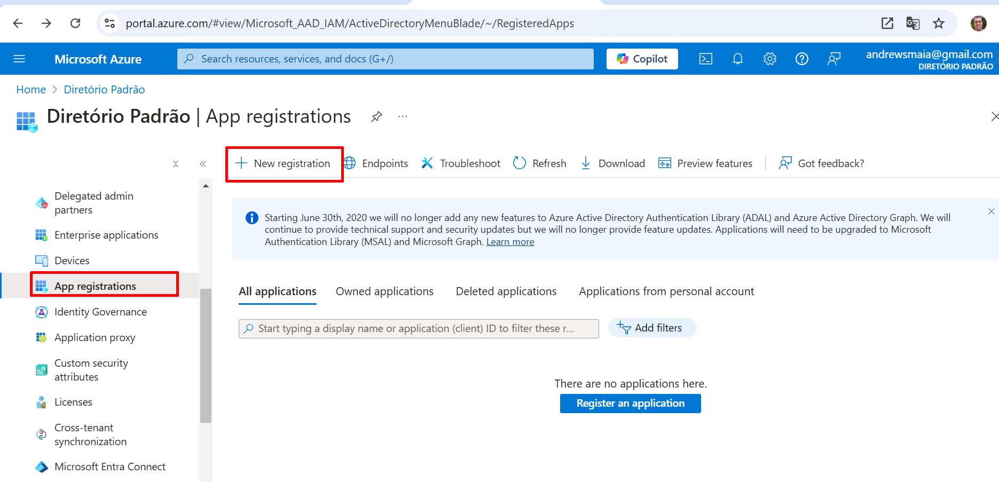 portal.azure.com/#view/Microsoft_AAD_IAM/ActiveDirectoryMenuBlade/~/RegisteredApps
Microsoft Azure
Search resources, services, and docs (G+/)
Copilot
andrewsmaia@gmail.com
DIRETÓRIO PADRÃO
Home > Diretório Padrão
Diretório Padrão | App registrations
New registration
Endpoints
Troubleshoot
Refresh
Download
Preview features
Got feedback?
Delegated admin
partners
Enterprise applications
Devices
App registrations
Identity Governance
Application proxy
Custom security
attributes
Licenses
Cross-tenant
synchronization
Microsoft Entra Connect
Starting June 30th, 2020 we will no longer add any new features to Azure Active Directory Authentication Library (ADAL) and Azure Active Directory Graph. We will
continue to provide technical support and security updates but we will no longer provide feature updates. Applications will need to be upgraded to Microsoft
Authentication Library (MSAL) and Microsoft Graph. Learn more
All applications
Owned applications
Deleted applications
Applications from personal account
Start typing a display name or application (client) ID to filter these r...
Add filters
There are no applications here.
Register an application